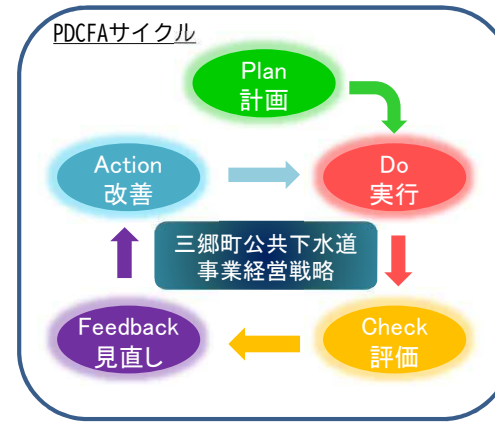 PDCFAサイクル
Plan
計画
Action
改善
Do
実行
三郷町公共下水道
事業経営戦略
Feedback
見直し
Check
評価